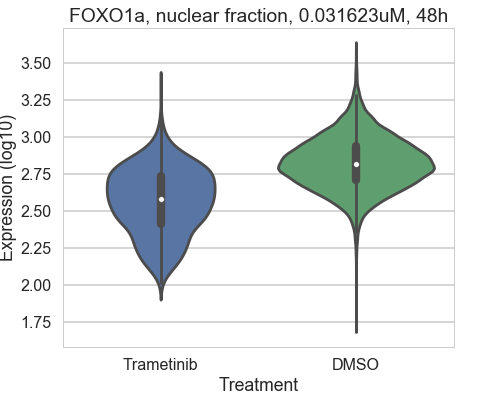 FOXO1a, nuclear fraction, 0.031623uM, 48h
3.50
3.25
3.00
2.75
2.50
2.25
2.00
1.75
Expression (log10)
Trametinib
DMSO
Treatment